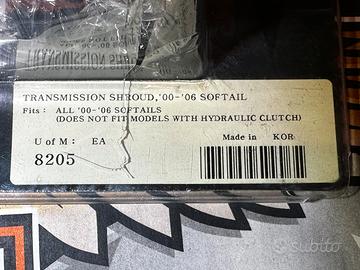 TRANSMISSION SHROUD,'00-'06 SOFTAIL
Fits: ALL '00-'06 SOFTAILS
(DOES NOT FIT MODELS WITH HYDRAULIC CLUTCH)
U of M: EA
Made in KOR
8205
subito